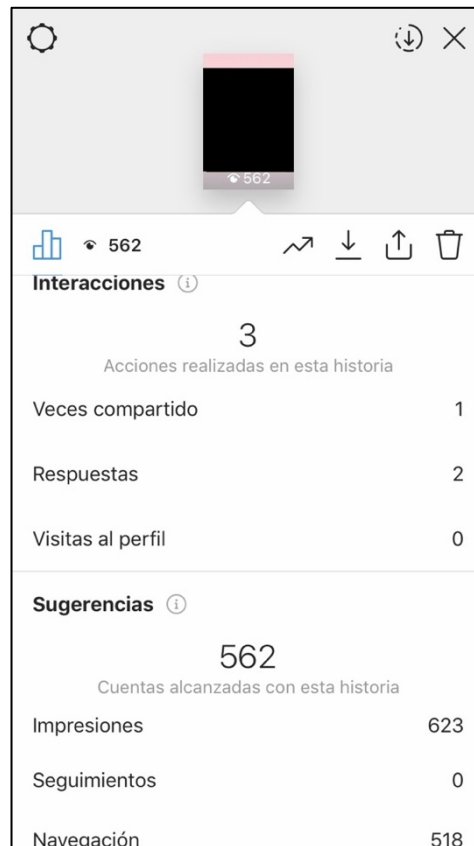 562
562
Interacciones
3
Acciones realizadas en esta historia
Veces compartido 1
Respuestas 2
Visitas al perfil 0
Sugerencias
562
Cuentas alcanzadas con esta historia
Impresiones 623
Seguimientos 0
Navegación 518